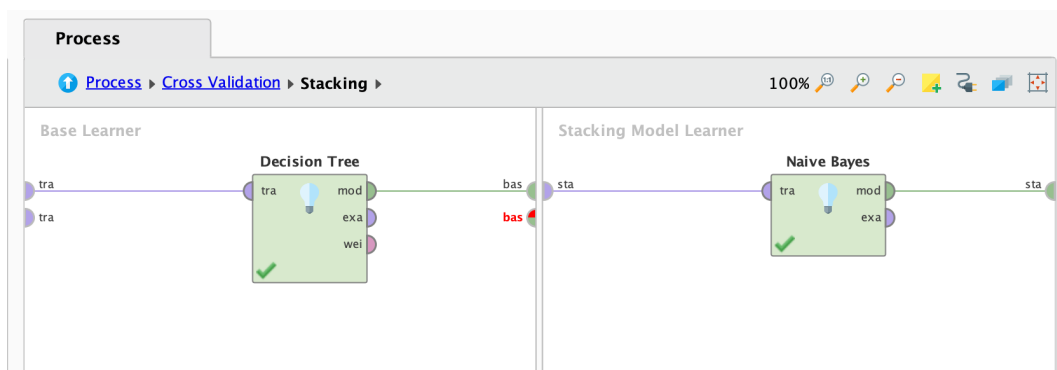 Process
Process Cross Validation Stacking
100%
Base Learner
Stacking Model Learner
Decision Tree
Naive Bayes
tra
tra
mod
bas
sta
tra
mod
sta
tra
exa
bas
exa
wei